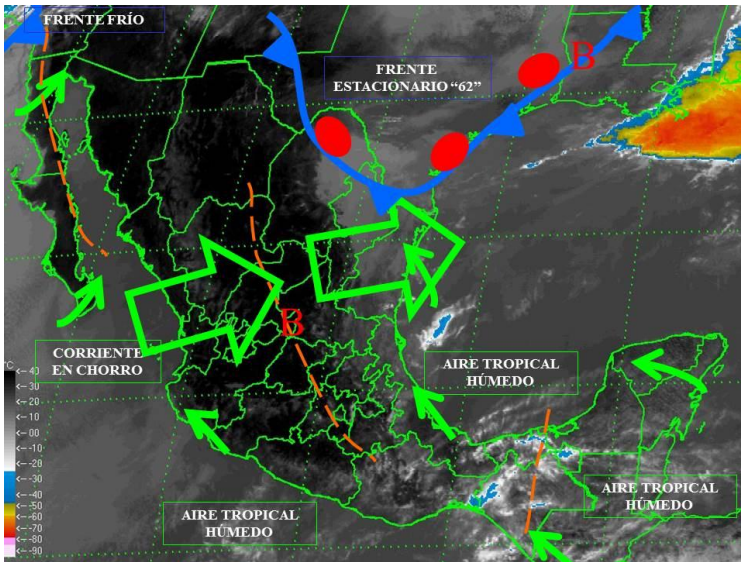 FRENTE FRÍO
FRENTE
ESTACIONARIO “62”
B
B
CORRIENTE
EN CHORRO
AIRE TROPICAL
HÚMEDO
AIRE TROPICAL
HÚMEDO
AIRE TROPICAL
HÚMEDO
°C
<-- 40
<-- 30
<-- 20
<-- 10
<-- 00
<---10
<---20
<---30
<---40
<---50
<---60
<---70
<---80
<---90